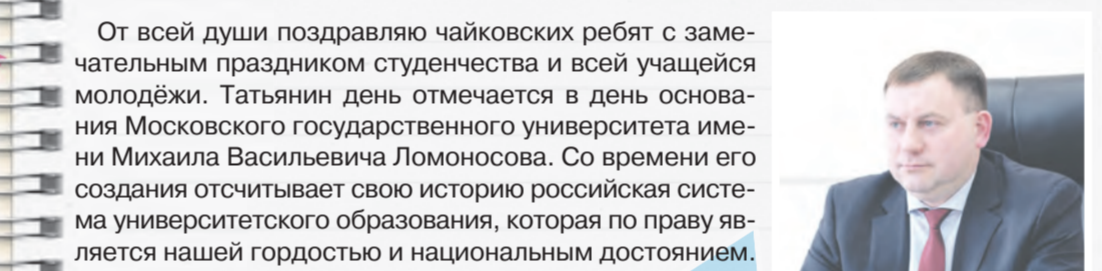 От всей души поздравляю чайковских ребят с заме-
чательным праздником студенчества и всей учащейся
молодёжи. Татьянин день отмечается в день основа-
ния Московского государственного университета име-
ни Михаила Васильевича Ломоносова. Со времени его
создания отсчитывает свою историю российская систе-
ма университетского образования, которая по праву яв-
ляется нашей гордостью и национальным достоянием.